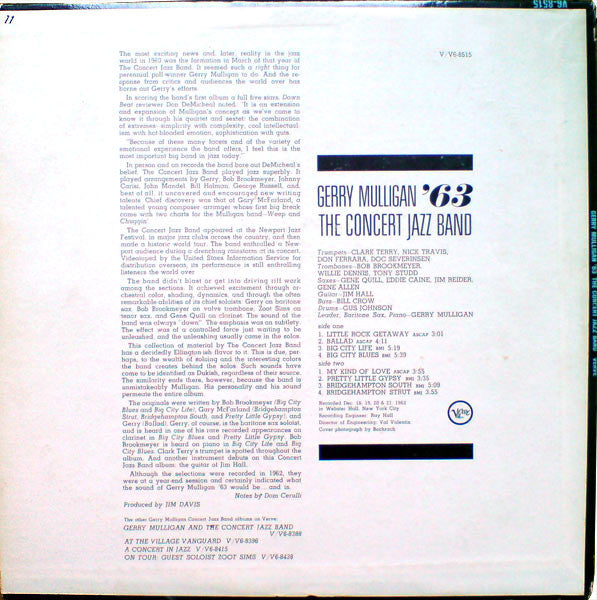 11
V6-8515
The most exciting news and, later, reality in the jazz
world in 1960 was the formation in March of that year of
The Concert Jazz Band. It seemed such a right thing for
perennial poll-winner Gerry Mulligan to do. And the re-
sponse from critics and audiences the world over has
borne out Gerry's efforts.
In scoring the band's first album a full five stars, Down
Beat reviewer Don DeMicheal noted: "It is an extension
and expansion of Mulligan's concept as we've come to
know it through his quartet and sextet: the combination
of extremes—simplicity with complexity, cool intellectual-
ism with hot-blooded emotion, sophistication with guts.
"Because of these many facets and of the variety of
emotional experience the band offers, I feel this is the
most important big band in jazz today."
In person and on records the band bore out DeMicheal's
belief. The Concert Jazz Band played jazz superbly. It
played arrangements by Gerry, Bob Brookmeyer, Johnny
Carisi, John Mandel, Bill Holman, George Russell, and,
best of all, it uncovered and encouraged new writing
talents. Chief discovery was that of Gary McFarland, a
talented young composer arranger whose first big break
came with two charts for the Mulligan band—Weep and
Chuggin'.
The Concert Jazz Band appeared at the Newport Jazz
Festival, in major jazz clubs across the country, and then
made a historic world tour. The band enthralled a New-
port audience during a drenching rainstorm at its concert.
Videotaped by the United States Information Service for
distribution overseas, its performance is still enthralling
listeners the world over.
The band didn't blast or get into driving riff work
among the sections. It achieved excitement through or-
chestral color, shading, dynamics, and through the often
remarkable abilities of its chief soloists: Gerry on baritone
sax, Bob Brookmeyer on valve trombone, Zoot Sims on
tenor sax, and Gene Quill on clarinet. The sound of the
band was always "down". The emphasis was on subtlety.
The effect was of a controlled force just waiting to be
unleashed, and the unleashing usually came in the solos.
This collection of material by The Concert Jazz Band
has a decidedly Ellingtonish flavor to it. This is due, per-
haps, to the wealth of soloing and the interesting colors
the band creates behind the solos. Such sounds have
come to be identified as Dukish, regardless of their source.
The similarity ends there, however, because the band is
unmistakeably Mulligan. His personality and his sound
permeate the entire album.
The originals were written by Bob Brookmeyer (Big City
Blues and Big City Life), Gary McFarland (Bridgehampton
Strut, Bridgehampton South, and Pretty Little Gypsy), and
Gerry (Ballad). Gerry, of course, is the baritone sax soloist,
and is heard in one of his rare recorded appearances on
clarinet in Big City Blues and Pretty Little Gypsy. Bob
Brookmeyer is heard on piano in Big City Life and Big
City Blues. Clark Terry's trumpet is spotted throughout the
album. And another instrument debuts on this Concert
Jazz Band album: the guitar of Jim Hall.
Although the selections were recorded in 1962, they
were at a year-end session and certainly indicated what
the sound of Gerry Mulligan '63 would be... and is.
Notes by Dom Cerulli
Produced by JIM DAVIS
The other Gerry Mulligan Concert Jazz Band albums on Verve:
GERRY MULLIGAN AND THE CONCERT JAZZ BAND
V/V6-8388
AT THE VILLAGE VANGUARD V/V6-8396
A CONCERT IN JAZZ V/V6-8415
ON TOUR: GUEST SOLOIST ZOOT SIMS V/V6-8438
V/V6-8515
GERRY MULLIGAN '63
THE CONCERT JAZZ BAND
Trumpets—CLARK TERRY, NICK TRAVIS,
DON FERRARA, DOC SEVERINSEN
Trombones—BOB BROOKMEYER,
WILLIE DENNIS, TONY STUDD
Saxes—GENE QUILL, EDDIE CAINE, JIM REIDER,
GENE ALLEN
Guitar—JIM HALL
Bass—BILL CROW
Drums—GUS JOHNSON
Leader, Baritone Sax, Piano—GERRY MULLIGAN
side one
1. LITTLE ROCK GETAWAY ASCAP 3:01
2. BALLAD ASCAP 4:11
3. BIG CITY LIFE BMI 5:19
4. BIG CITY BLUES BMI 5:39
side two
1. MY KIND OF LOVE ASCAP 3:55
2. PRETTY LITTLE GYPSY BMI 3:55
3. BRIDGEHAMPTON SOUTH BMI 5:09
4. BRIDGEHAMPTON STRUT BMI 3:55
Recorded Dec. 18, 19, 20 & 21, 1962
in Webster Hall, New York City
Recording Engineer: Ray Hall
Director of Engineering: Val Valentin
Cover photograph by Bachrach
Verve
GERRY MULLIGAN '63 THE CONCERT JAZZ BAND VERVE